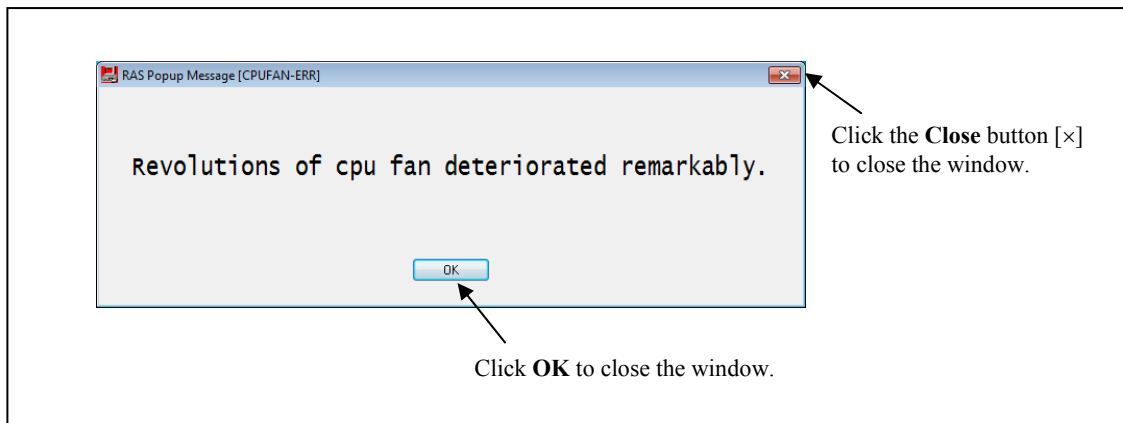 RAS Popup Message [CPUFAN-ERR]
Revolutions of cpu fan deteriorated remarkably.
OK
Click the Close button [×]
to close the window.
Click OK to close the window.